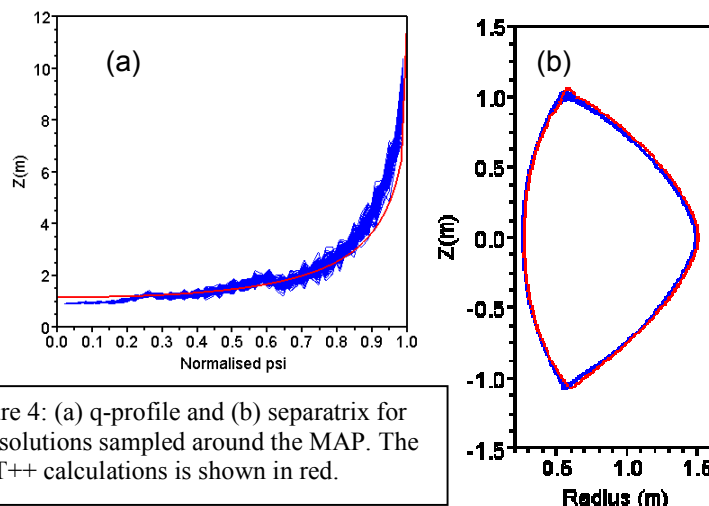 (a)
12
10
8
6
4
2
0
Z(m)
0.0 0.1 0.2 0.3 0.4 0.5 0.6 0.7 0.8 0.9 1.0
Normalised psi
(b)
1.0
0.5
0.0
-0.5
-1.0
-1.5
Z(m)
0.5 1.0 1.5
Radius (m)
re 4: (a) q-profile and (b) separatrix for
solutions sampled around the MAP. The
T++ calculations is shown in red.